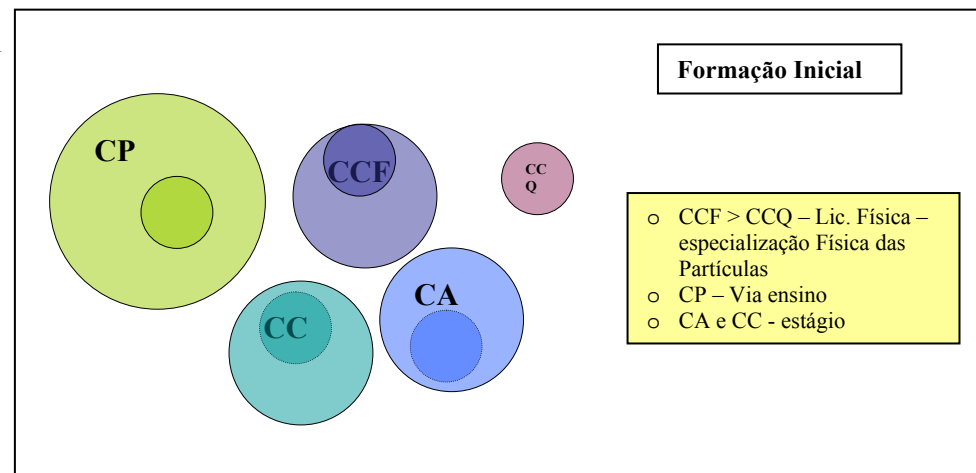 Formação Inicial
CP
CCF
CC
Q
CC
CA
o CCF > CCQ – Lic. Física –
especialização Física das
Partículas
o CP – Via ensino
o CA e CC - estágio